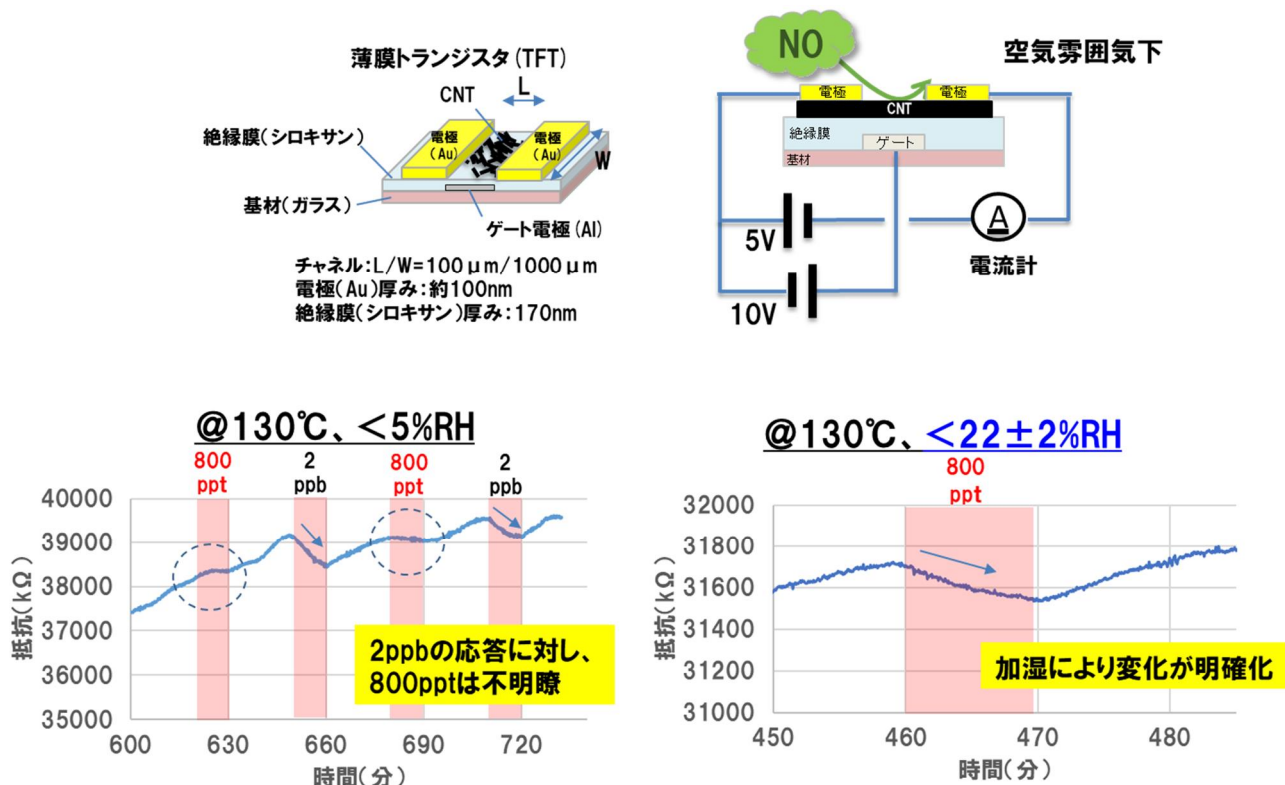 薄膜トランジスタ(TFT)
L
CNT
絶縁膜(シロキサン)
電極
(Au)
電極
(Au)
W
基材(ガラス)
ゲート電極(Al)
チャネル:L/W=100μm/1000μm
電極(Au)厚み:約100nm
絶縁膜(シロキサン)厚み:170nm
NO
空気雰囲気下
電極
電極
CNT
絶縁膜
ゲート
基材
5V
A
電流計
10V
@130℃、<5%RH
800
ppt
2
ppb
800
ppt
2
ppb
40000
39000
38000
37000
36000
35000
抵抗(kΩ)
600
630
660
690
720
時間(分)
2ppbの応答に対し、
800pptは不明瞭
@130℃、<22±2%RH
800
ppt
32000
31800
31600
31400
31200
31000
抵抗(kΩ)
450
460
470
480
時間(分)
加湿により変化が明確化